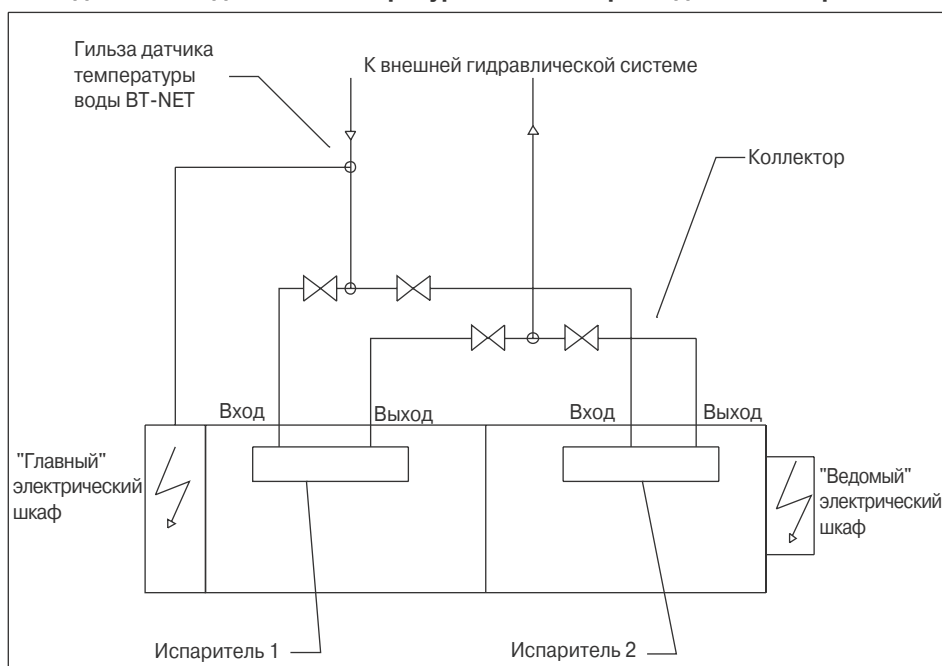 Гильза датчика
температуры
воды BT-NET
К внешней гидравлической системе
Коллектор
Вход
Выход
Вход
Выход
"Главный"
электрический
шкаф
"Ведомый"
электрический
шкаф
Испаритель 1
Испаритель 2